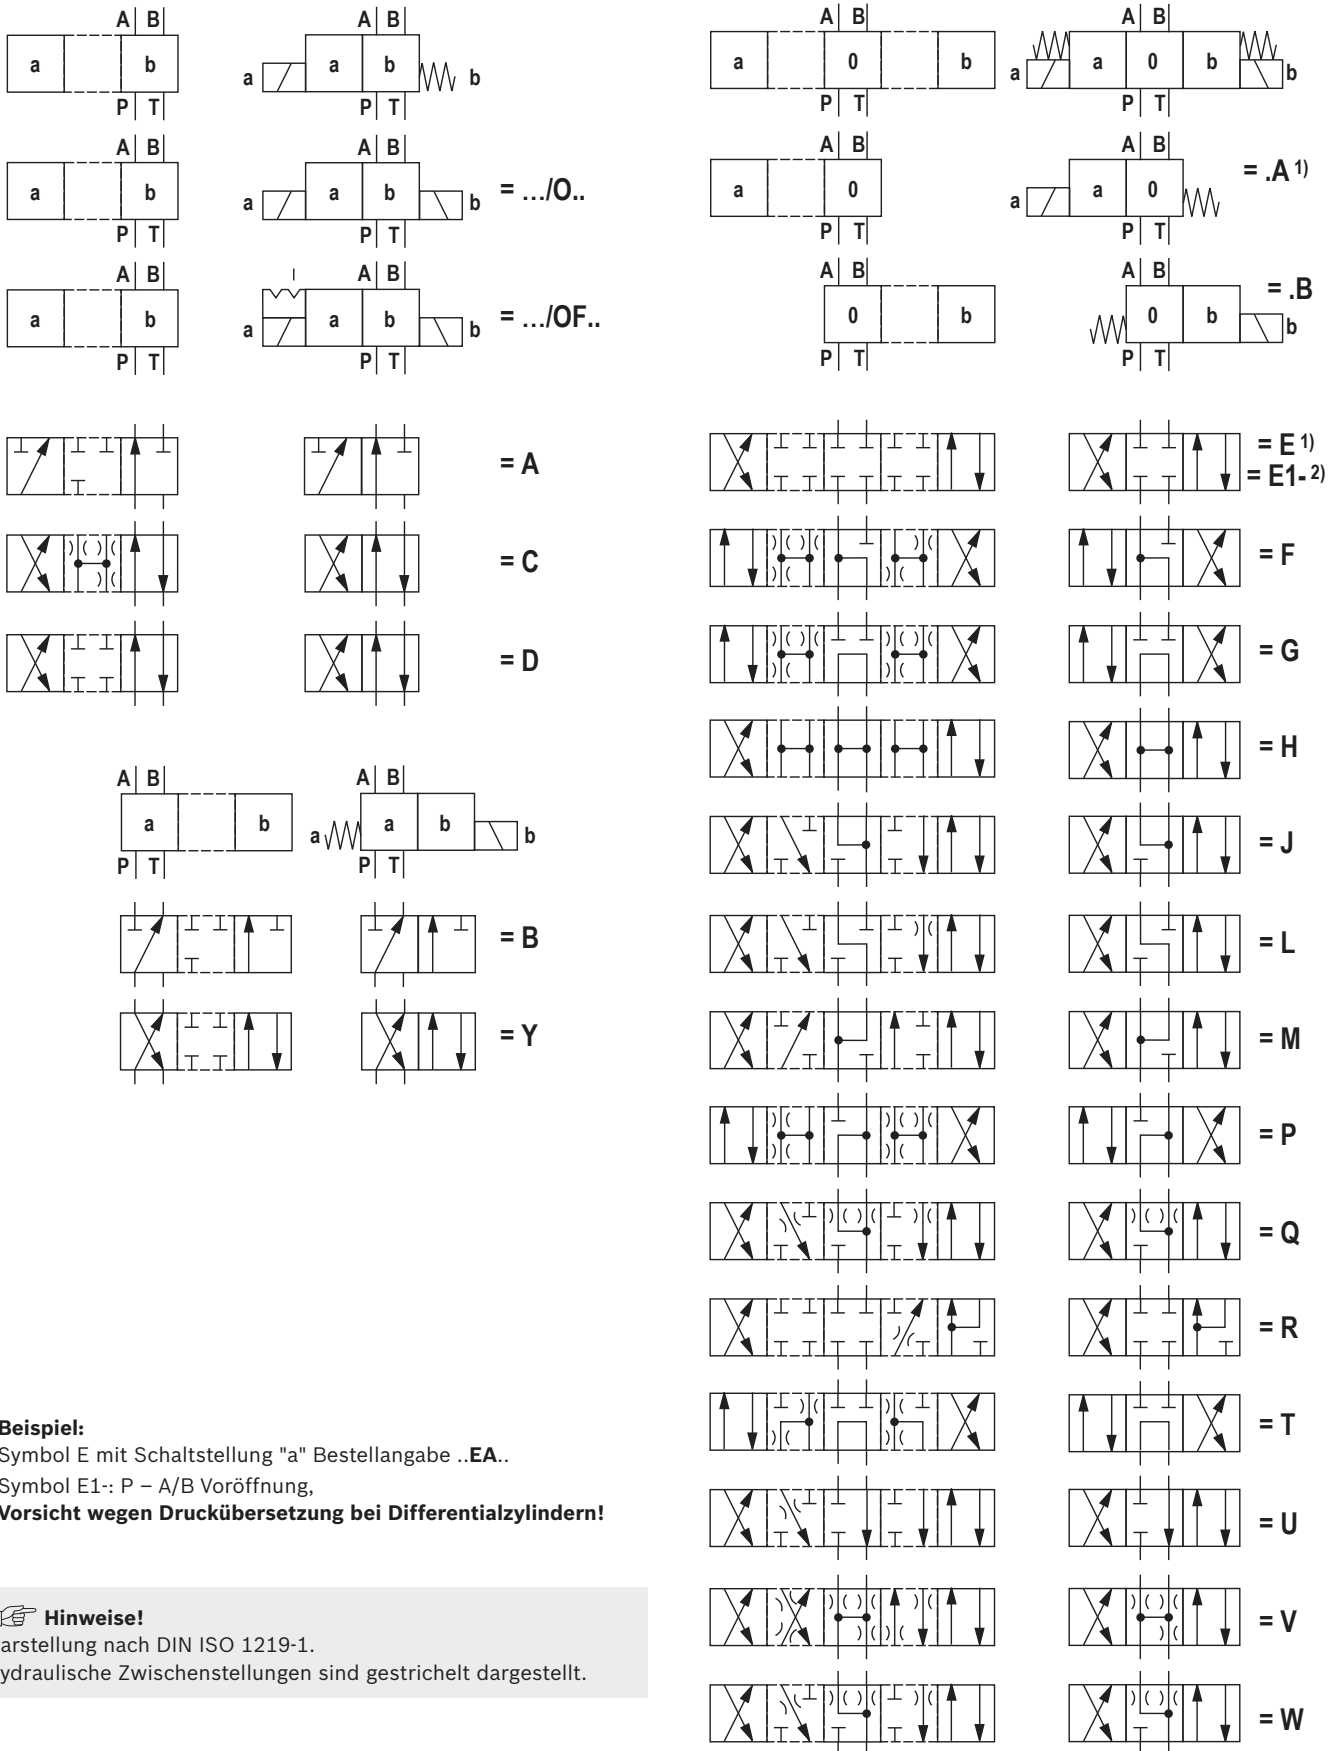 A B
a b
P T
A B
a a b b
P T
A B
a b
P T
A B
a a b b = .../O..
P T
A B
a b
P T
A B
a a b b = .../OF..
P T
= A
= C
= D
A B
a b
P T
A B
a a b b
P T
= B
= Y
A B
a 0 b
P T
A B
a a 0 b b
P T
A B
a 0
P T
A B
a a 0 = .A 1)
P T
A B
0 b
P T
A B
0 b b = .B
P T
= E 1)
= E1- 2)
= F
= G
= H
= J
= L
= M
= P
= Q
= R
= T
= U
= V
= W
Beispiel:
Symbol E mit Schaltstellung "a" Bestellangabe ..EA..
Symbol E1-: P – A/B Voröffnung,
Vorsicht wegen Druckübersetzung bei Differentialzylindern!
Hinweise!
arstellung nach DIN ISO 1219-1.
ydraulische Zwischenstellungen sind gestrichelt dargestellt.